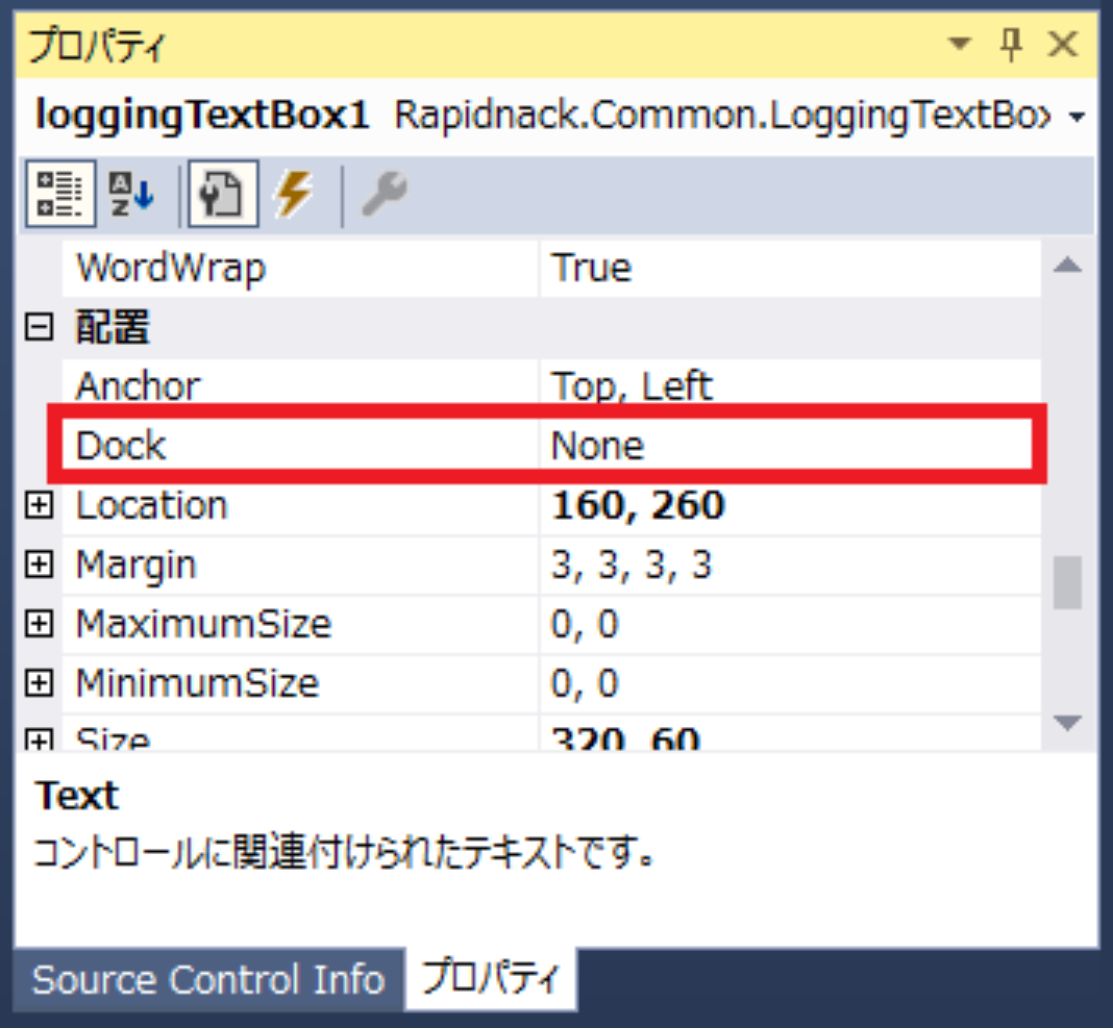 プロパティ
loggingTextBox1 Rapidnack.Common.LoggingTextBox
WordWrap True
配置
Anchor Top, Left
Dock None
Location 160, 260
Margin 3, 3, 3, 3
MaximumSize 0, 0
MinimumSize 0, 0
Size 320, 60
Text
コントロールに関連付けられたテキストです。
Source Control Info プロパティ